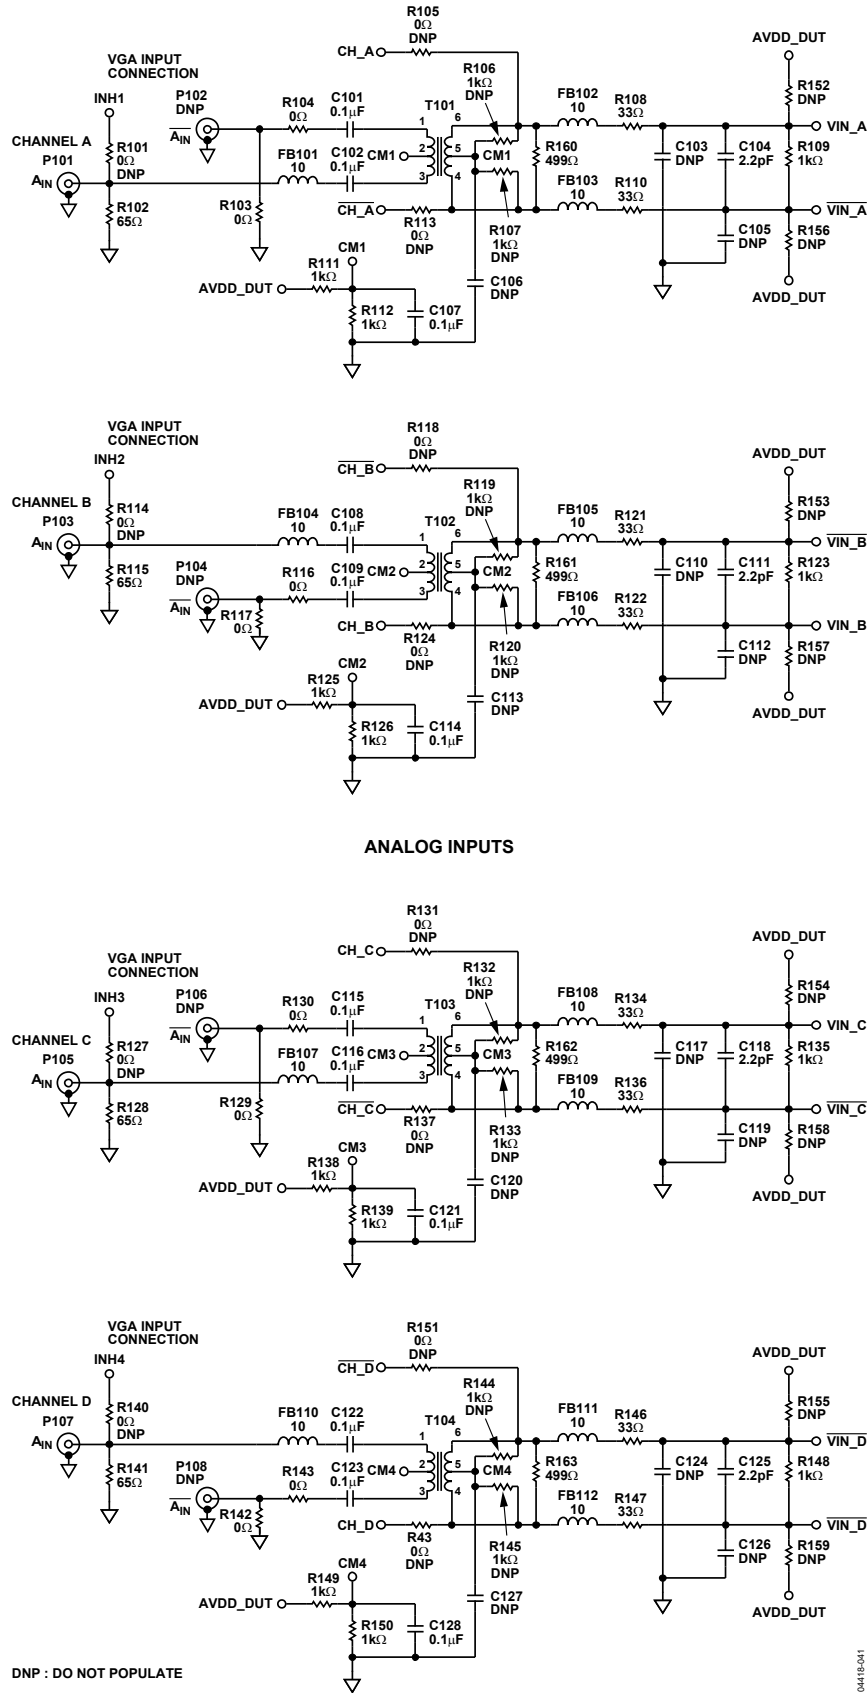 R105
0Ω
DNP
CH_A
AVDD_DUT
VGA INPUT
CONNECTION
INH1
P102
DNP
A̅I̅N̅
R104
0Ω
C101
0.1μF
T101
R106
1kΩ
DNP
FB102
10
R108
33Ω
R152
DNP
VIN_A
CHANNEL A
P101
AIN
R101
0Ω
DNP
FB101
10
C102
0.1μF
CM1
1
2
3
6
5
4
CM1
R160
499Ω
C103
DNP
C104
2.2pF
R109
1kΩ
FB103
10
R110
33Ω
R102
65Ω
R103
0Ω
C̅H̅_̅A̅
R113
0Ω
DNP
R107
1kΩ
DNP
V̅I̅N̅_̅A̅
C105
DNP
R156
DNP
AVDD_DUT
CM1
R111
1kΩ
AVDD_DUT
R112
1kΩ
C107
0.1μF
C106
DNP
R118
0Ω
DNP
C̅H̅_̅B̅
AVDD_DUT
VGA INPUT
CONNECTION
INH2
R119
1kΩ
DNP
R153
DNP
CHANNEL B
P103
AIN
R114
0Ω
DNP
FB104
10
C108
0.1μF
T102
FB105
10
R121
33Ω
V̅I̅N̅_̅B̅
R115
65Ω
P104
DNP
A̅I̅N̅
R116
0Ω
C109
0.1μF
CM2
1
2
3
6
5
4
CM2
R161
499Ω
C110
DNP
C111
2.2pF
R123
1kΩ
FB106
10
R122
33Ω
R117
0Ω
CH_B
R124
0Ω
DNP
R120
1kΩ
DNP
VIN_B
C112
DNP
R157
DNP
AVDD_DUT
CM2
R125
1kΩ
AVDD_DUT
R126
1kΩ
C114
0.1μF
C113
DNP
ANALOG INPUTS
R131
0Ω
DNP
CH_C
AVDD_DUT
VGA INPUT
CONNECTION
INH3
P106
DNP
A̅I̅N̅
R130
0Ω
C115
0.1μF
T103
R132
1kΩ
DNP
FB108
10
R134
33Ω
R154
DNP
VIN_C
CHANNEL C
P105
AIN
R127
0Ω
DNP
FB107
10
C116
0.1μF
CM3
1
2
3
6
5
4
CM3
R162
499Ω
C117
DNP
C118
2.2pF
R135
1kΩ
FB109
10
R136
33Ω
R128
65Ω
R129
0Ω
C̅H̅_̅C̅
R137
0Ω
DNP
R133
1kΩ
DNP
V̅I̅N̅_̅C̅
C119
DNP
R158
DNP
AVDD_DUT
CM3
R138
1kΩ
AVDD_DUT
R139
1kΩ
C121
0.1μF
C120
DNP
R151
0Ω
DNP
C̅H̅_̅D̅
AVDD_DUT
VGA INPUT
CONNECTION
INH4
R144
1kΩ
DNP
R155
DNP
CHANNEL D
P107
AIN
R140
0Ω
DNP
FB110
10
C122
0.1μF
T104
FB111
10
R146
33Ω
V̅I̅N̅_̅D̅
R141
65Ω
P108
DNP
A̅I̅N̅
R143
0Ω
C123
0.1μF
CM4
1
2
3
6
5
4
CM4
R163
499Ω
C124
DNP
C125
2.2pF
R148
1kΩ
FB112
10
R147
33Ω
R142
0Ω
CH_D
R43
0Ω
DNP
R145
1kΩ
DNP
V̅I̅N̅_̅D̅
C126
DNP
R159
DNP
AVDD_DUT
CM4
R149
1kΩ
AVDD_DUT
R150
1kΩ
C128
0.1μF
C127
DNP
DNP : DO NOT POPULATE
04418-041